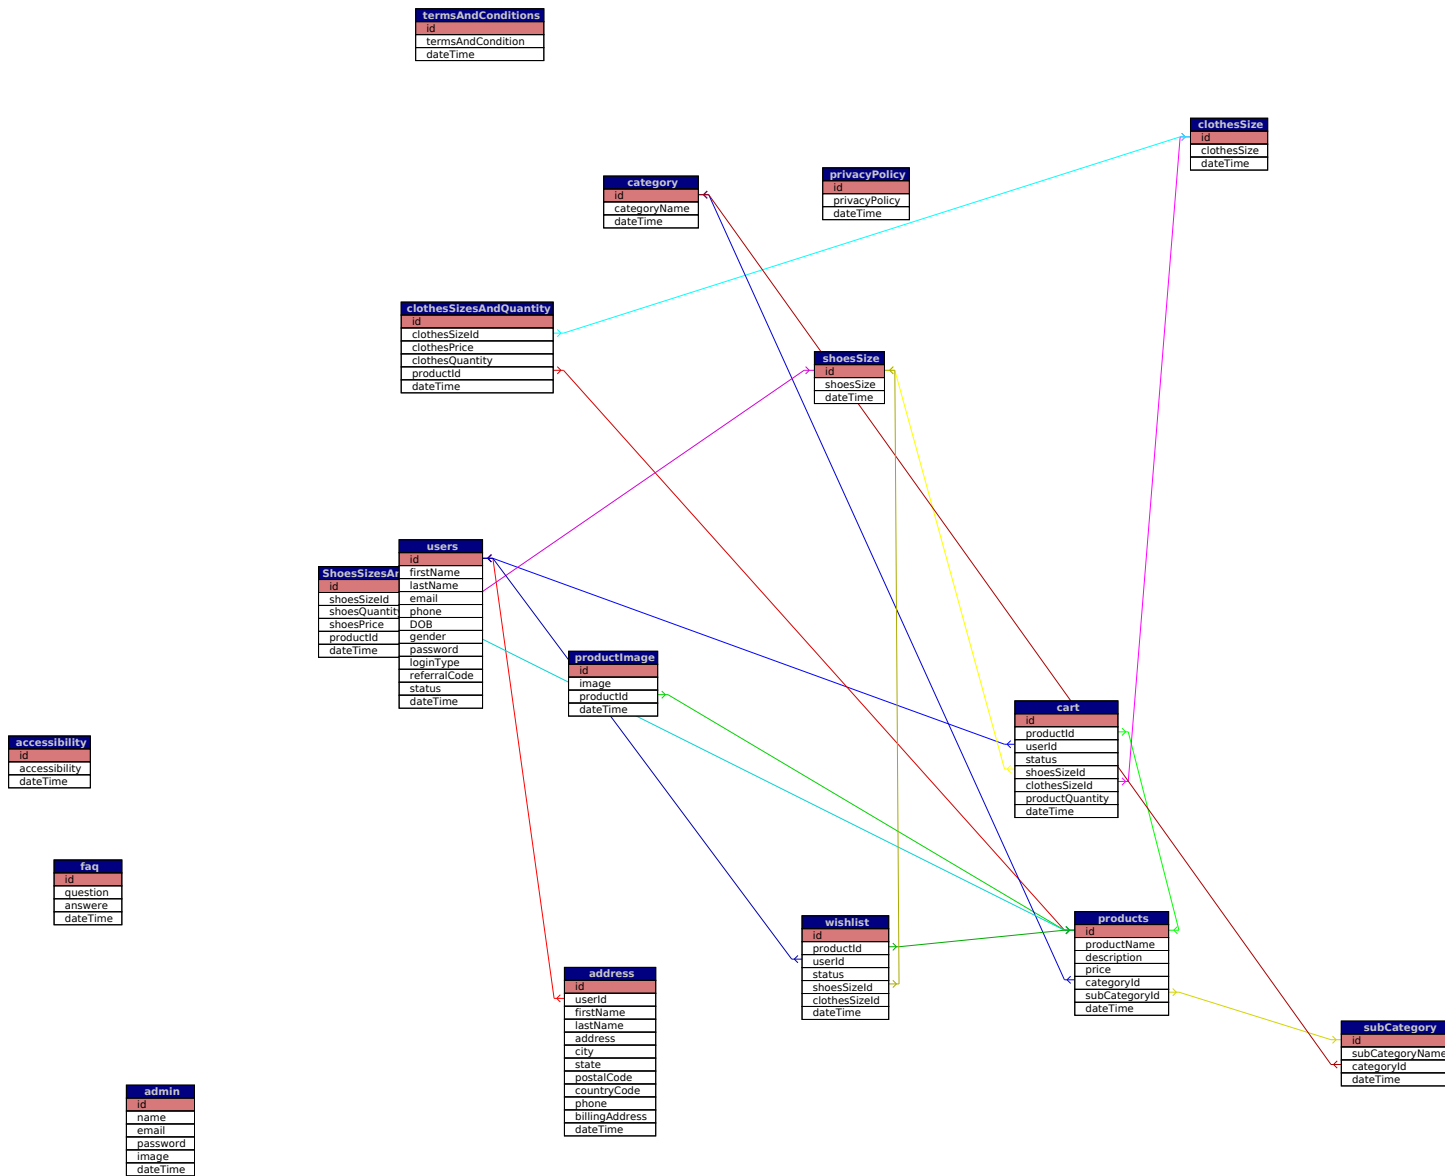 termsAndConditions
id
termsAndCondition
dateTime
clothesSize
id
clothesSize
dateTime
privacyPolicy
id
privacyPolicy
dateTime
category
id
categoryName
dateTime
clothesSizesAndQuantity
id
clothesSizeId
clothesPrice
clothesQuantity
productId
dateTime
shoesSize
id
shoesSize
dateTime
users
id
firstName
lastName
email
phone
DOB
gender
password
loginType
referralCode
status
dateTime
id
shoesSizeId
shoesPrice
productId
dateTime
productImage
id
image
productId
dateTime
cart
id
productId
userId
status
shoesSizeId
clothesSizeId
productQuantity
dateTime
accessibility
id
accessibility
dateTime
faq
id
question
answere
dateTime
wishlist
id
productId
userId
status
shoesSizeId
clothesSizeId
dateTime
products
id
productName
description
price
categoryId
subCategoryId
dateTime
address
id
userId
firstName
lastName
address
city
state
postalCode
countryCode
phone
billingAddress
dateTime
subCategory
id
subCategoryName
categoryId
dateTime
admin
id
name
email
password
image
dateTime